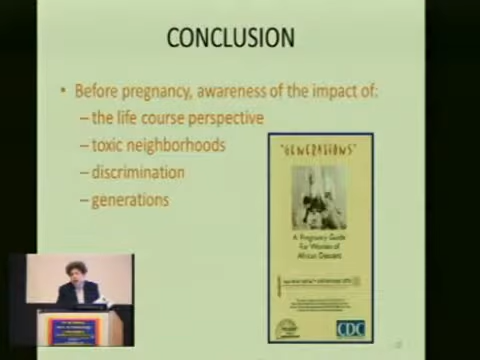 CONCLUSION
• Before pregnancy, awareness of the impact of:
– the life course perspective
– toxic neighborhoods
– discrimination
– generations
"GENERATIONS"
A Pregnancy Guide
For Women of
African Descent
CDC